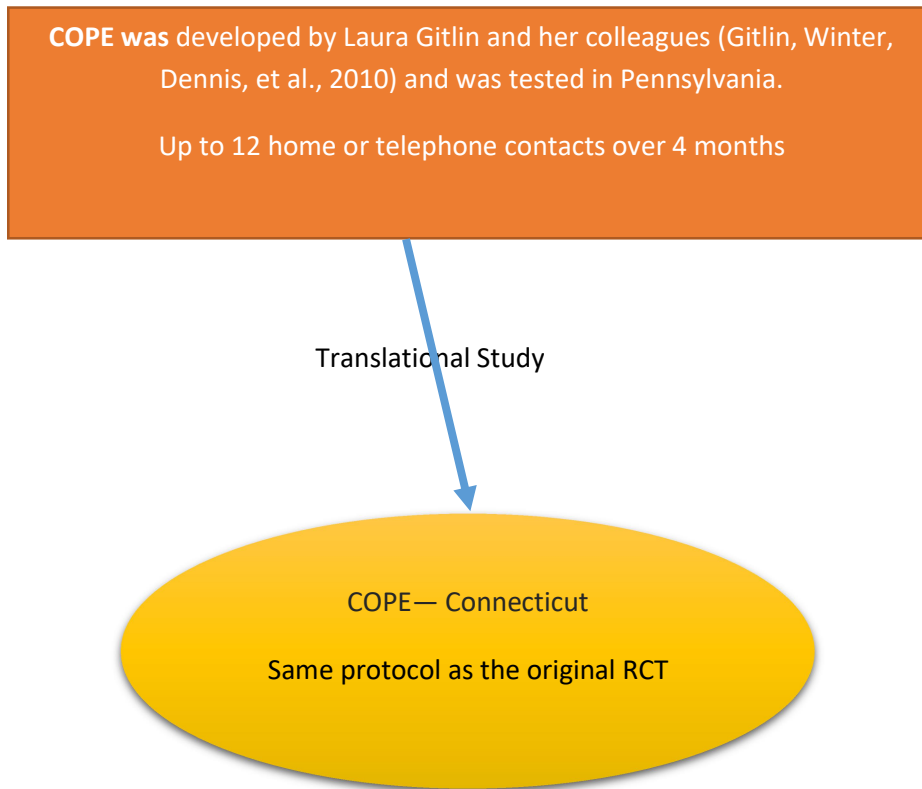 COPE was developed by Laura Gitlin and her colleagues (Gitlin, Winter,
Dennis, et al., 2010) and was tested in Pennsylvania.
Up to 12 home or telephone contacts over 4 months
Translational Study
COPE— Connecticut
Same protocol as the original RCT